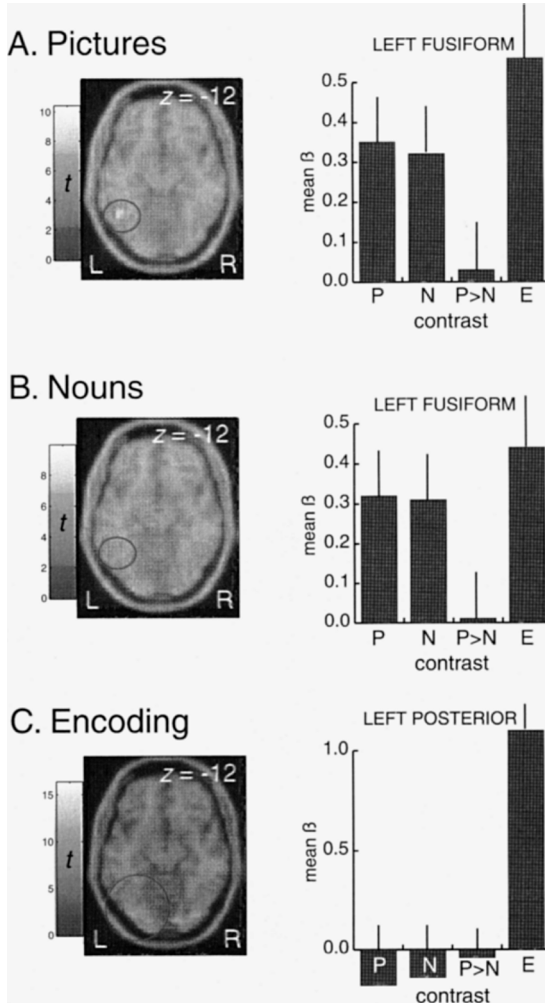 A. Pictures
z = -12
10
8
6
4
2
0
t
L
R
LEFT FUSIFORM
0.5
0.4
0.3
0.2
0.1
0.0
mean ß
P N P>N E
contrast
B. Nouns
z = -12
8
6
4
2
0
t
L
R
LEFT FUSIFORM
0.5
0.4
0.3
0.2
0.1
0.0
mean ß
P N P>N E
contrast
C. Encoding
z = -12
15
10
5
0
t
L
R
LEFT POSTERIOR
1.0
0.0
mean ß
P N P>N E
contrast